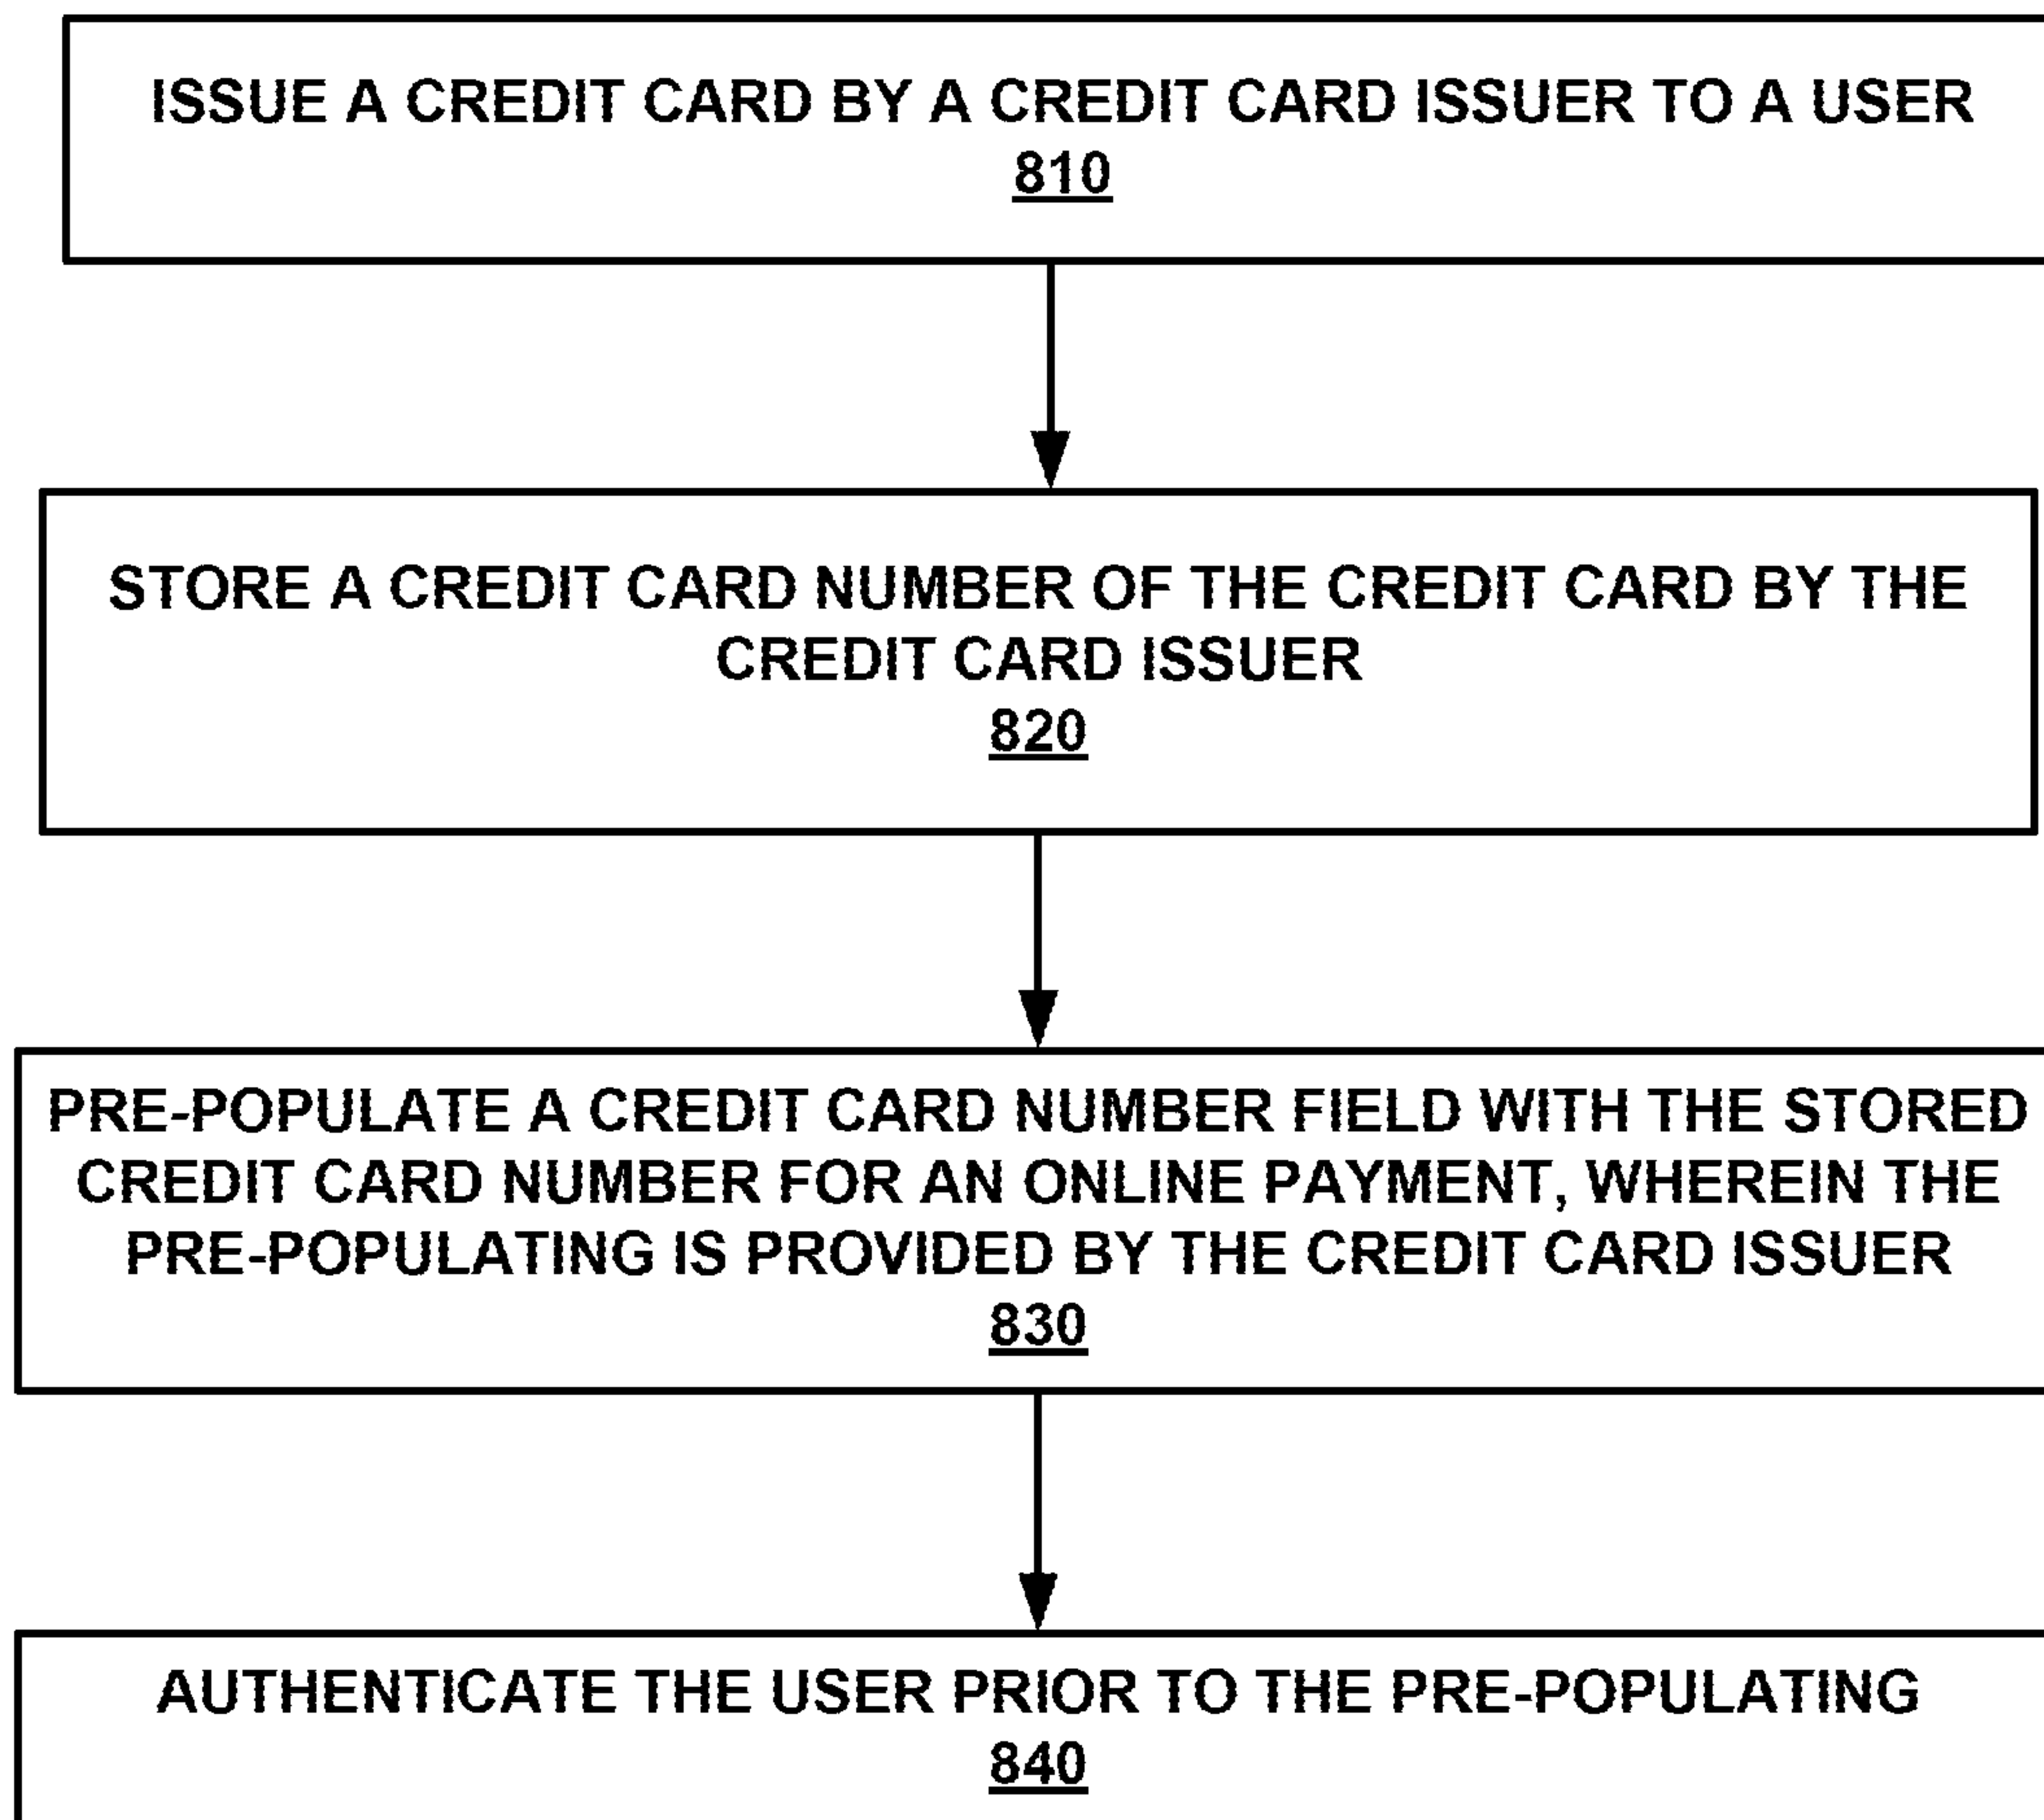 ISSUE A CREDIT CARD BY A CREDIT CARD ISSUER TO A USER
810
STORE A CREDIT CARD NUMBER OF THE CREDIT CARD BY THE
CREDIT CARD ISSUER
820
PRE-POPULATE A CREDIT CARD NUMBER FIELD WITH THE STORED
CREDIT CARD NUMBER FOR AN ONLINE PAYMENT, WHEREIN THE
PRE-POPULATING IS PROVIDED BY THE CREDIT CARD ISSUER
830
AUTHENTICATE THE USER PRIOR TO THE PRE-POPULATING
840